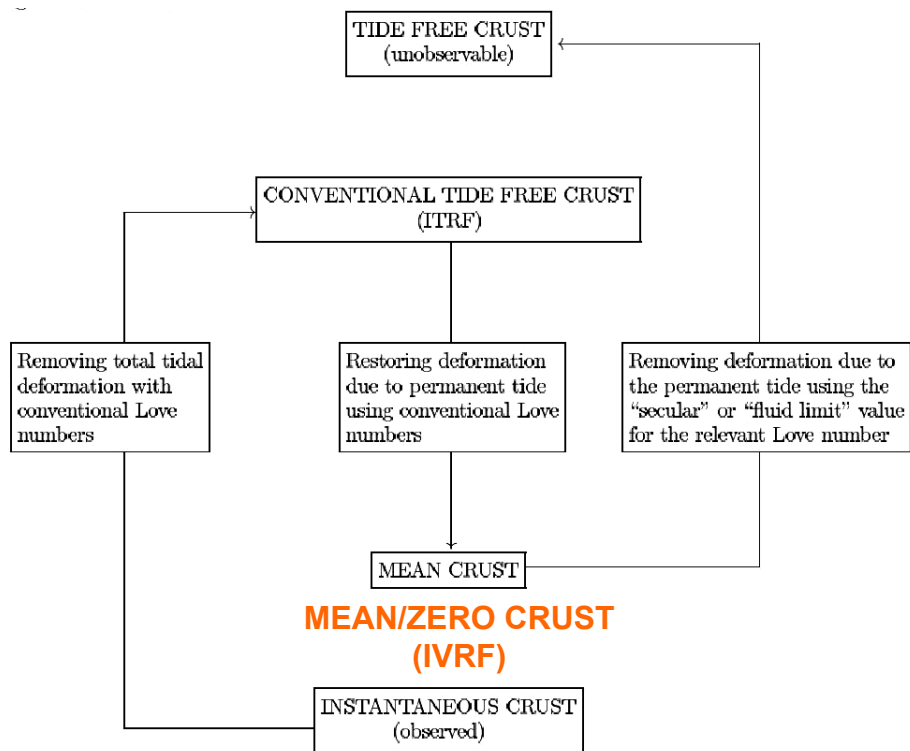 TIDE FREE CRUST
(unobservable)
CONVENTIONAL TIDE FREE CRUST
(ITRF)
Removing total tidal
deformation with
conventional Love
numbers
Restoring deformation
due to permanent tide
using conventional Love
numbers
Removing deformation due to
the permanent tide using the
“secular” or “fluid limit” value
for the relevant Love number
MEAN CRUST
MEAN/ZERO CRUST
(IVRF)
INSTANTANEOUS CRUST
(observed)